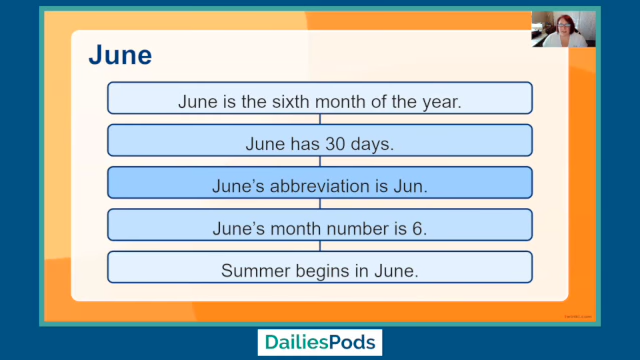 June
June is the sixth month of the year.
June has 30 days.
June’s abbreviation is Jun.
June’s month number is 6.
Summer begins in June.
DailiesPods